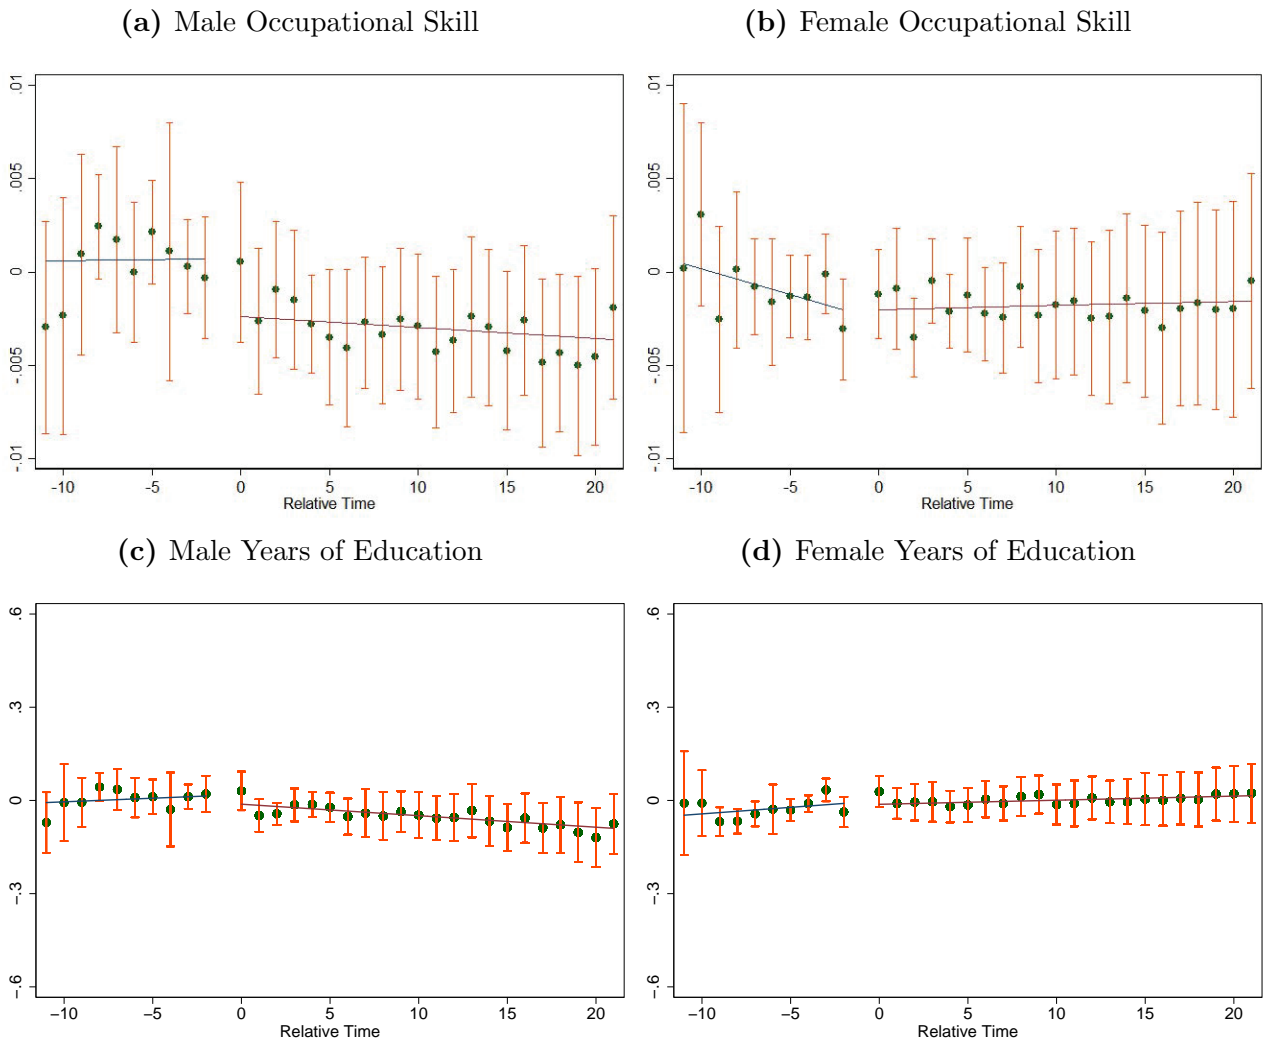 (a) Male Occupational Skill
(b) Female Occupational Skill
.01
.005
0
-.005
-.01
-10 -5 0 5 10 15 20
Relative Time
.01
.005
0
-.005
-.01
-10 -5 0 5 10 15 20
Relative Time
(c) Male Years of Education
(d) Female Years of Education
.6
.3
0
-.3
-.6
-10 -5 0 5 10 15 20
Relative Time
.6
.3
0
-.3
-.6
-10 -5 0 5 10 15 20
Relative Time